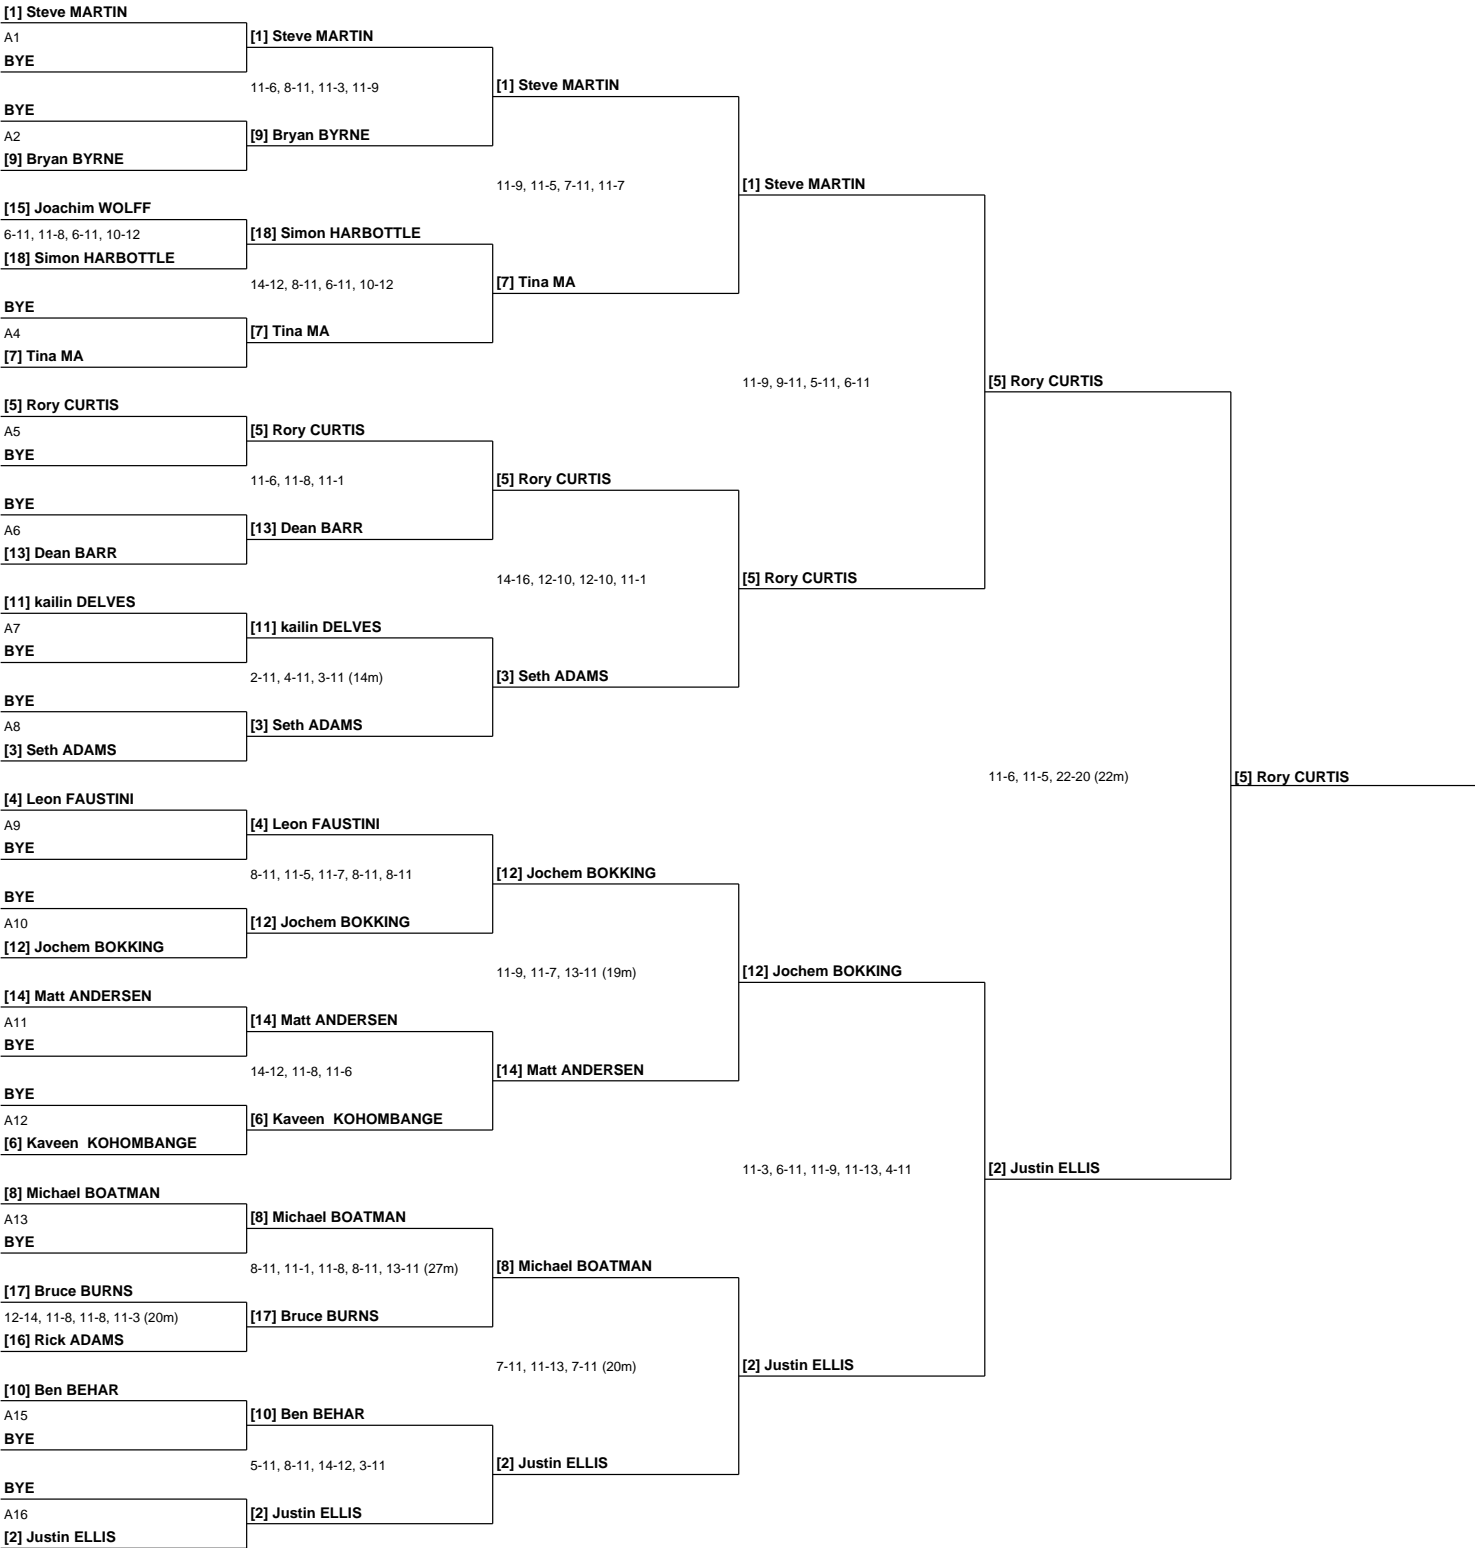 [1] Steve MARTIN
A1
BYE
BYE
A2
[9] Bryan BYRNE
[15] Joachim WOLFF
6-11, 11-8, 6-11, 10-12
[18] Simon HARBOTTLE
BYE
A4
[7] Tina MA
[5] Rory CURTIS
A5
BYE
BYE
A6
[13] Dean BARR
[11] kailin DELVES
A7
BYE
BYE
A8
[3] Seth ADAMS
[4] Leon FAUSTINI
A9
BYE
BYE
A10
[12] Jochem BOKKING
[14] Matt ANDERSEN
A11
BYE
BYE
A12
[6] Kaveen  KOHOMBANGE
[8] Michael BOATMAN
A13
BYE
[17] Bruce BURNS
12-14, 11-8, 11-8, 11-3 (20m)
[16] Rick ADAMS
[10] Ben BEHAR
A15
BYE
BYE
A16
[2] Justin ELLIS
[1] Steve MARTIN
11-6, 8-11, 11-3, 11-9
[9] Bryan BYRNE
[18] Simon HARBOTTLE
14-12, 8-11, 6-11, 10-12
[7] Tina MA
[5] Rory CURTIS
11-6, 11-8, 11-1
[13] Dean BARR
[11] kailin DELVES
2-11, 4-11, 3-11 (14m)
[3] Seth ADAMS
[4] Leon FAUSTINI
8-11, 11-5, 11-7, 8-11, 8-11
[12] Jochem BOKKING
[14] Matt ANDERSEN
14-12, 11-8, 11-6
[6] Kaveen  KOHOMBANGE
[8] Michael BOATMAN
8-11, 11-1, 11-8, 8-11, 13-11 (27m)
[17] Bruce BURNS
[10] Ben BEHAR
5-11, 8-11, 14-12, 3-11
[2] Justin ELLIS
[1] Steve MARTIN
11-9, 11-5, 7-11, 11-7
[7] Tina MA
[5] Rory CURTIS
14-16, 12-10, 12-10, 11-1
[3] Seth ADAMS
[12] Jochem BOKKING
11-9, 11-7, 13-11 (19m)
[14] Matt ANDERSEN
[8] Michael BOATMAN
7-11, 11-13, 7-11 (20m)
[2] Justin ELLIS
[1] Steve MARTIN
11-9, 9-11, 5-11, 6-11
[5] Rory CURTIS
[12] Jochem BOKKING
11-3, 6-11, 11-9, 11-13, 4-11
[2] Justin ELLIS
[5] Rory CURTIS
11-6, 11-5, 22-20 (22m)
[2] Justin ELLIS
[5] Rory CURTIS